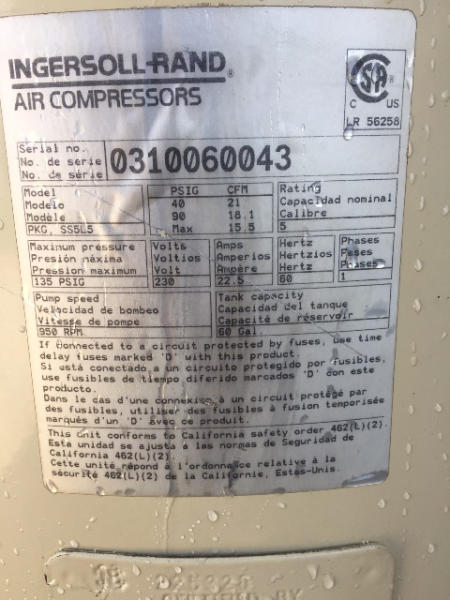 INGERSOLL-RAND®
AIR COMPRESSORS
C US
LR 56258
Serial no.
No. de serie
No. de série
0310060043
Model
Modelo
Modèle
PKG, SS5L5
PSIG CFM
40 21
90 18.1
Max 15.5
Rating
Capacidad nominal
Calibre
5
Maximum pressure
Presión máxima
Pression maximum
135 PSIG
Volts
Voltios
Volt
230
Amps
Amperios
Ampère
22.5
Hertz
Hertzios
Hertz
60
Phases
Fases
Phases
1
Pump speed
Velocidad de bombeo
Vitesse de pompe
950 RPM
Tank capacity
Capacidad del tanque
Capacité de réservoir
60 Gal.
If connected to a circuit protected by fuses, use time
delay fuses marked 'D' with this product.
Si está conectado a un circuito protegido por fusibles,
use fusibles de tiempo diferido marcados 'D' con este
producto.
Dans le cas d'une connexion à un circuit protégé par
des fusibles, utiliser des fusibles à fusion temporisée
marqués d'un 'D' avec ce produit.
This unit conforms to California safety order 462(L)(2).
Esta unidad se ajusta a las normas de Seguridad de
California 462(L)(2).
Cette unité répond à l'ordonnance relative à la
sécurité 462(L)(2) de la Californie, Étas-Unis.
CERTIFIED BY